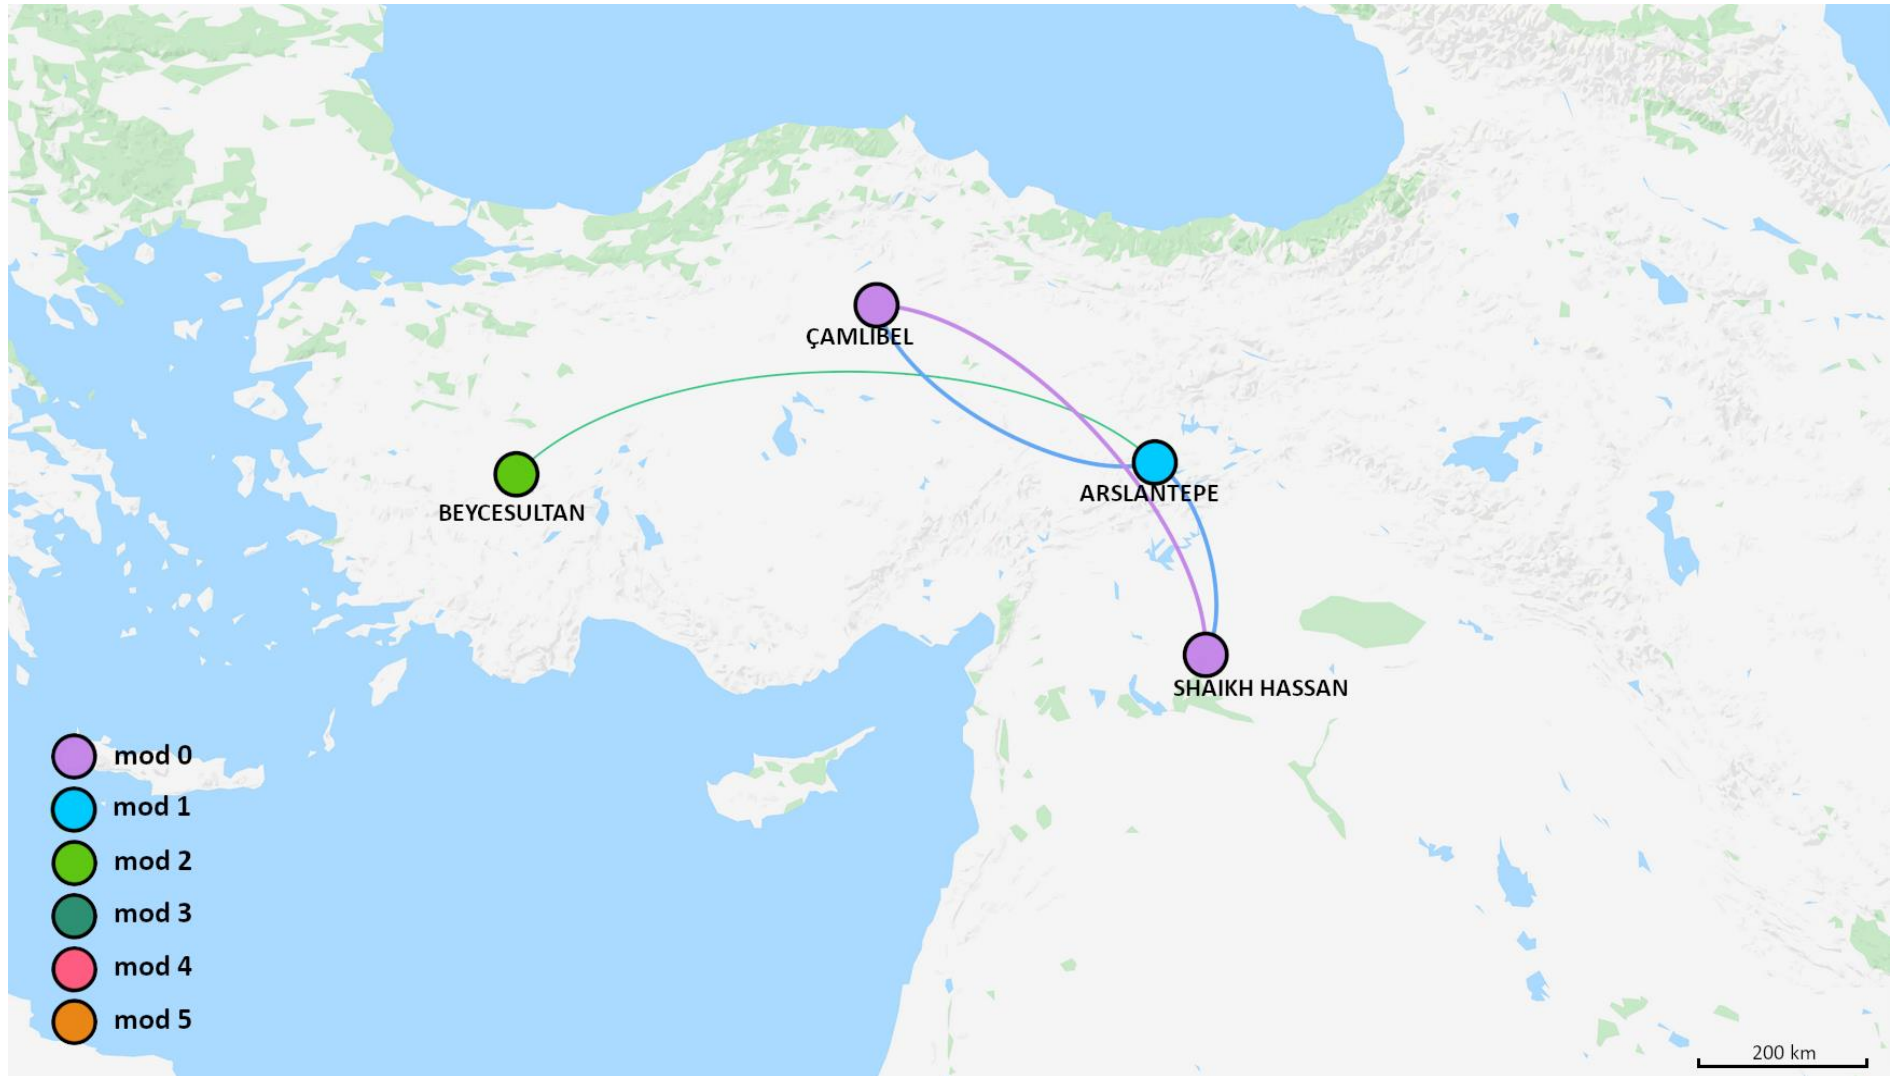 ÇAMLIBEL
BEYCESULTAN
ARSLANTEPE
SHAIKH HASSAN
mod 0
mod 1
mod 2
mod 3
mod 4
mod 5
200 km